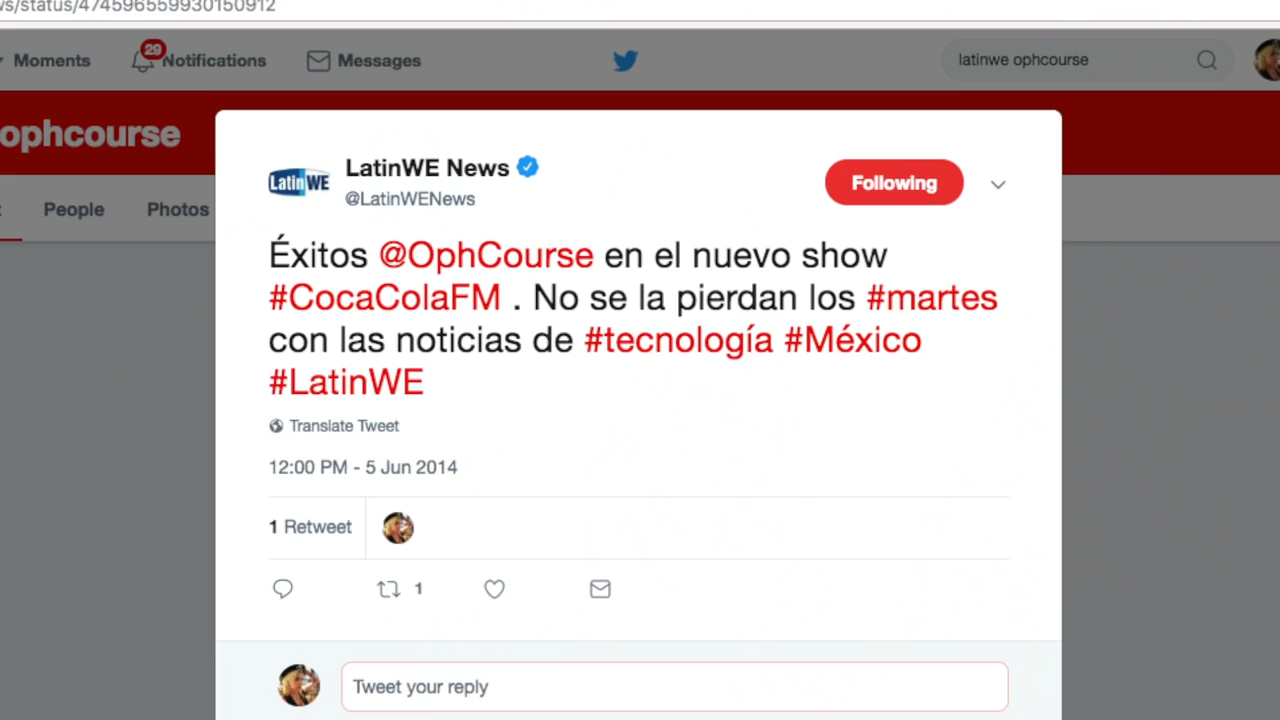 ws/status/474596559930150912
Moments
29
Notifications
Messages
latinwe ophcourse
ophcourse
People
Photos
LatinWE
LatinWE News
@LatinWENews
Following
Éxitos @OphCourse en el nuevo show
#CocaColaFM . No se la pierdan los #martes
con las noticias de #tecnología #México
#LatinWE
Translate Tweet
12:00 PM - 5 Jun 2014
1 Retweet
1
Tweet your reply